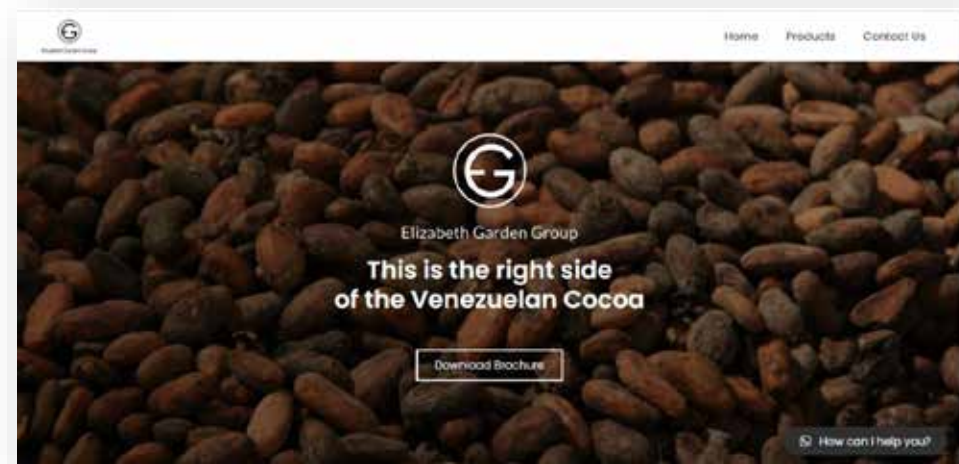 Home Products Contact Us
EG
Elizabeth Garden Group
This is the right side
of the Venezuelan Cocoa
Download Brochure
How can I help you?